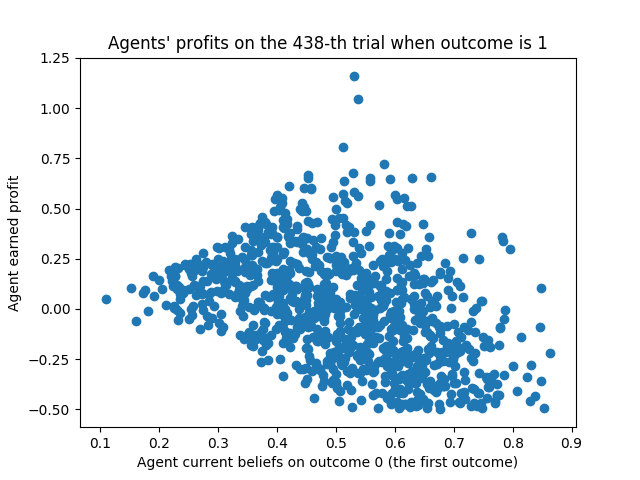 Agents' profits on the 438-th trial when outcome is 1
Agent earned profit
1.25
1.00
0.75
0.50
0.25
0.00
−0.25
−0.50
0.1 0.2 0.3 0.4 0.5 0.6 0.7 0.8 0.9
Agent current beliefs on outcome 0 (the first outcome)